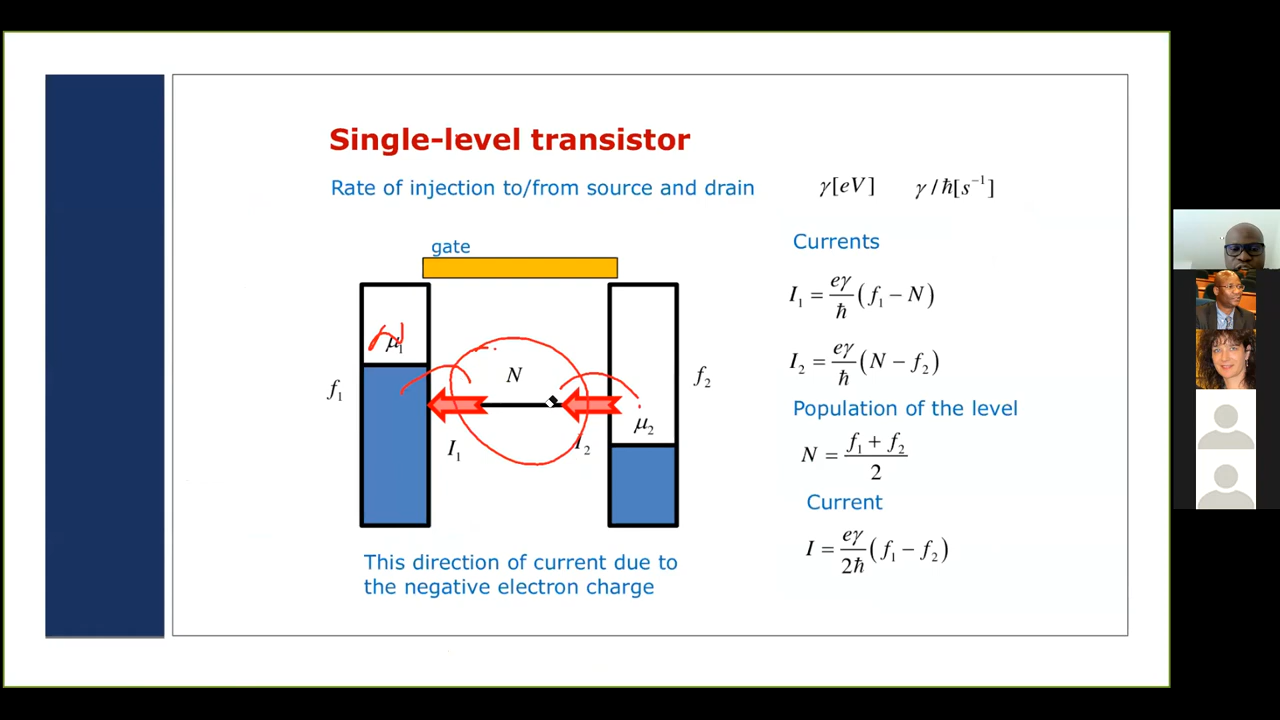 Single-level transistor
Rate of injection to/from source and drain
γ[eV] γ/ħ[s⁻¹]
gate
μ₁
f₁
N
I₁
I₂
μ₂
f₂
This direction of current due to
the negative electron charge
Currents
I₁ = eγ/ħ (f₁ − N)
I₂ = eγ/ħ (N − f₂)
Population of the level
N = (f₁ + f₂)/2
Current
I = eγ/2ħ (f₁ − f₂)